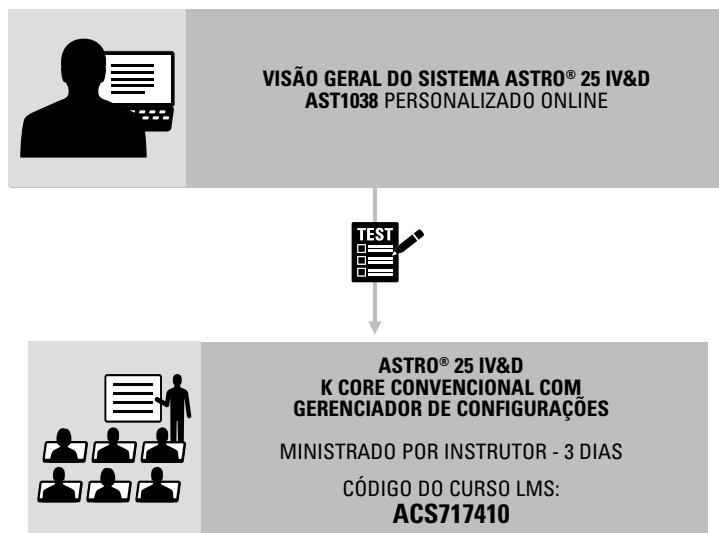 VISÃO GERAL DO SISTEMA ASTRO® 25 IV&D
AST1038 PERSONALIZADO ONLINE
TEST
ASTRO® 25 IV&D
K CORE CONVENCIONAL COM
GERENCIADOR DE CONFIGURAÇÕES
MINISTRADO POR INSTRUTOR - 3 DIAS
CÓDIGO DO CURSO LMS:
ACS717410